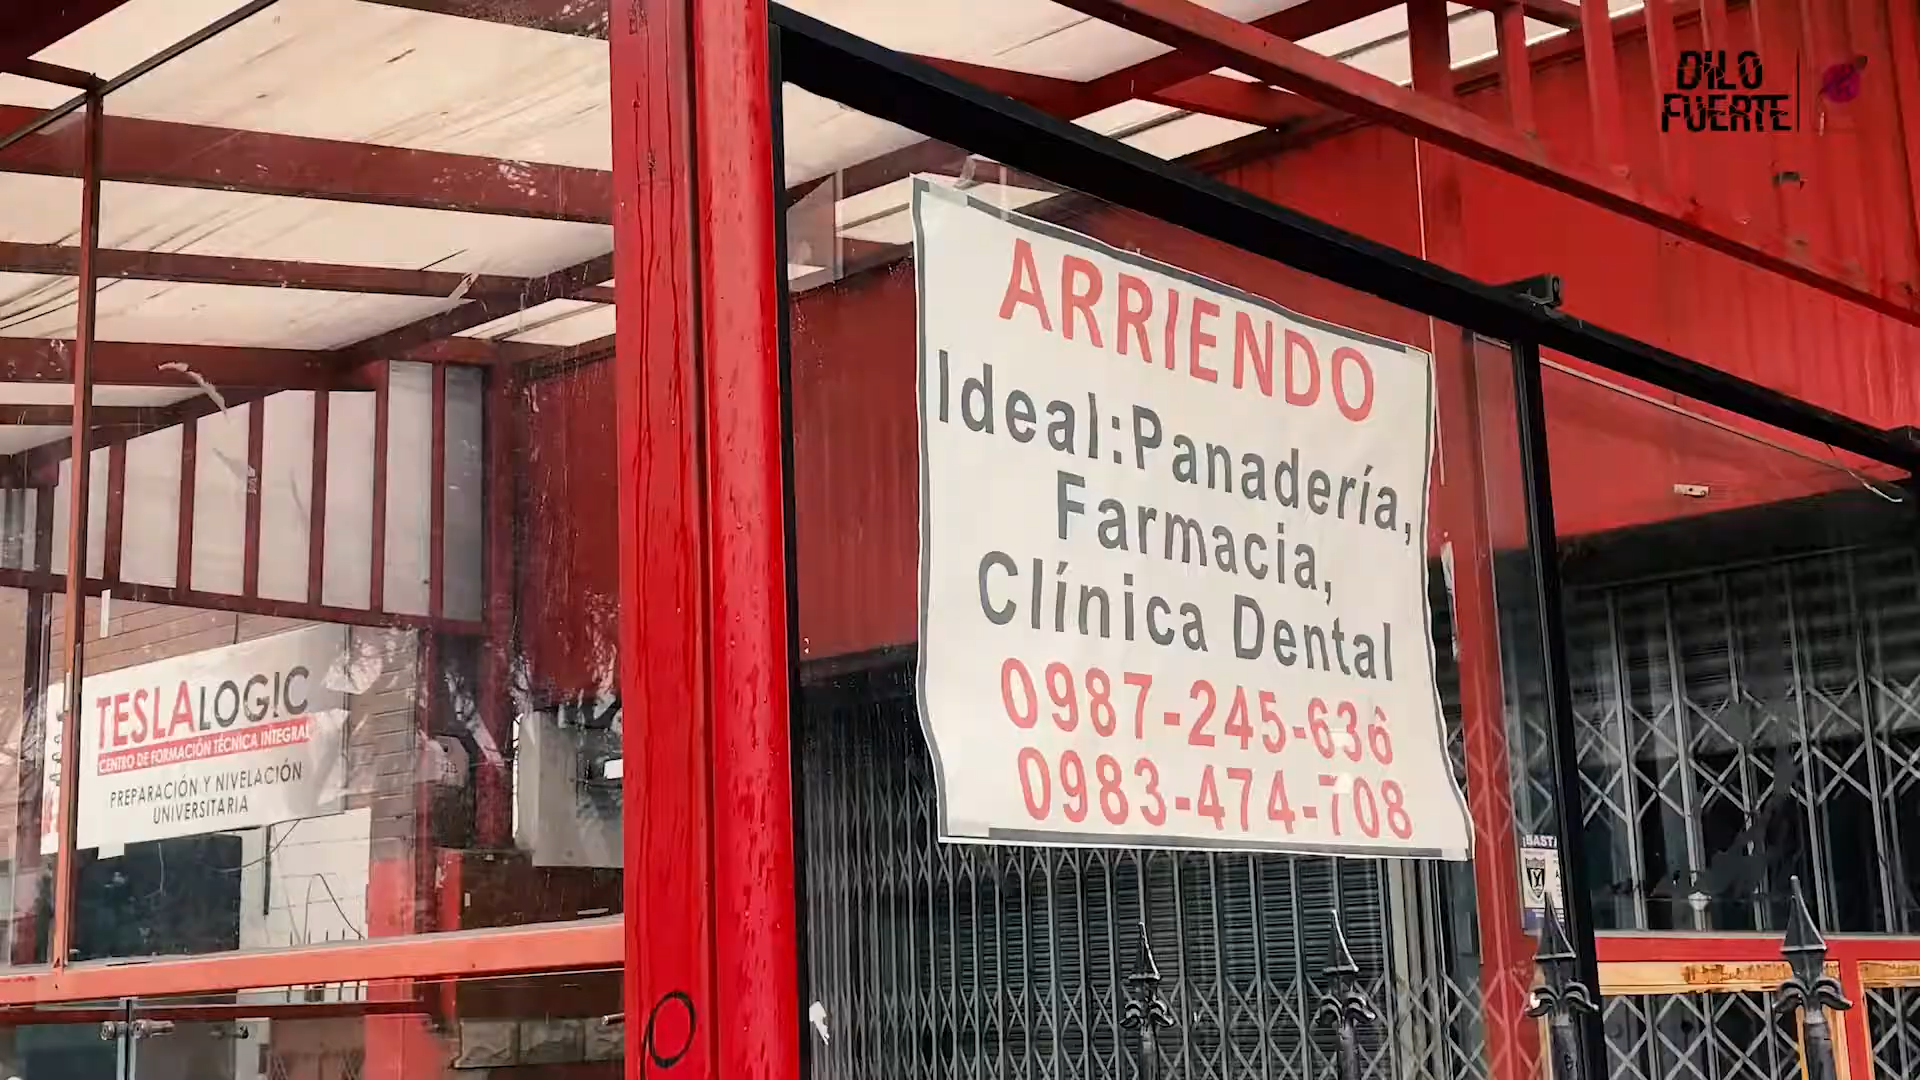 DILO
FUERTE
ARRIENDO
Ideal:Panadería,
Farmacia,
Clínica Dental
0987-245-636
0983-474-708
TESLALOGIC
CENTRO DE FORMACIÓN TÉCNICA INTEGRAL
PREPARACIÓN Y NIVELACIÓN
UNIVERSITARIA
¡BASTA